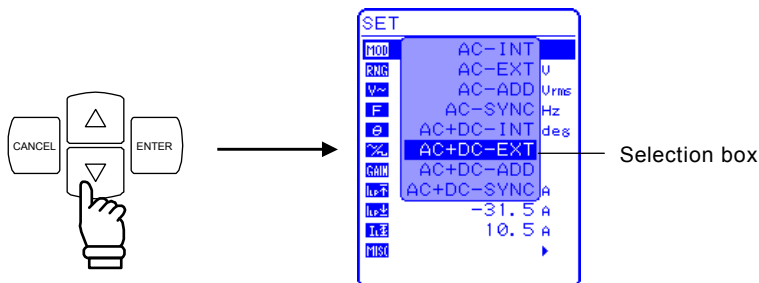 CANCEL
ENTER
SET
MOD AC-INT
RNG AC-EXT V
V~ AC-ADD Vrms
F AC-SYNC Hz
θ AC+DC-INT deg
AC+DC-EXT
GAIN AC+DC-ADD
AC+DC-SYNC A
-31.5 A
10.5 A
MISC
Selection box